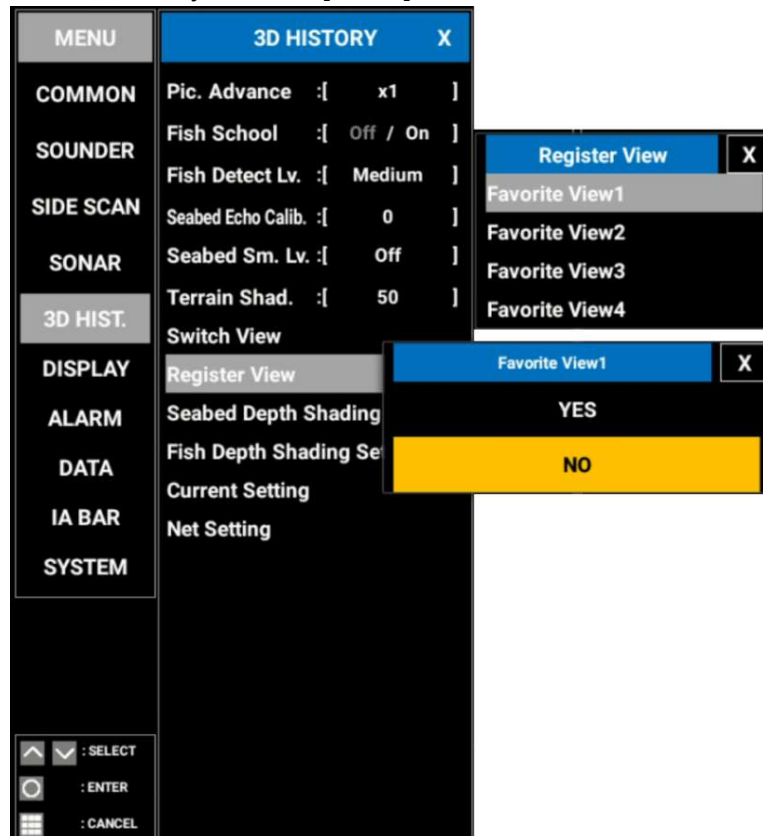 MENU
COMMON
SOUNDER
SIDE SCAN
SONAR
3D HIST.
DISPLAY
ALARM
DATA
IA BAR
SYSTEM
: SELECT
: ENTER
: CANCEL
3D HISTORY X
Pic. Advance :[ x1 ]
Fish School :[ Off / On ]
Fish Detect Lv. :[ Medium ]
Seabed Echo Calib. :[ 0 ]
Seabed Sm. Lv. :[ Off ]
Terrain Shad. :[ 50 ]
Switch View
Register View
Seabed Depth Shading
Fish Depth Shading Se
Current Setting
Net Setting
Register View X
Favorite View1
Favorite View2
Favorite View3
Favorite View4
Favorite View1 X
YES
NO